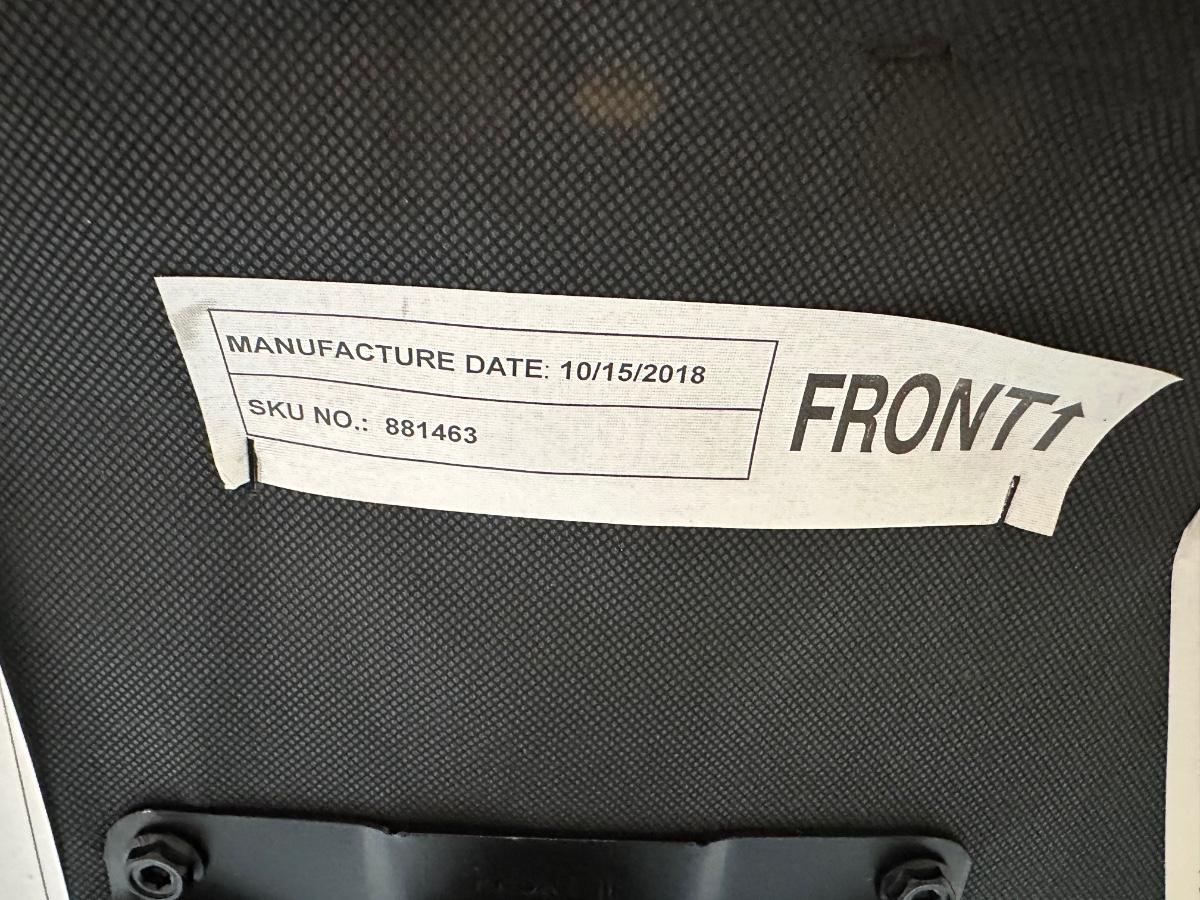 MANUFACTURE DATE: 10/15/2018
SKU NO.: 881463
FRONT↑